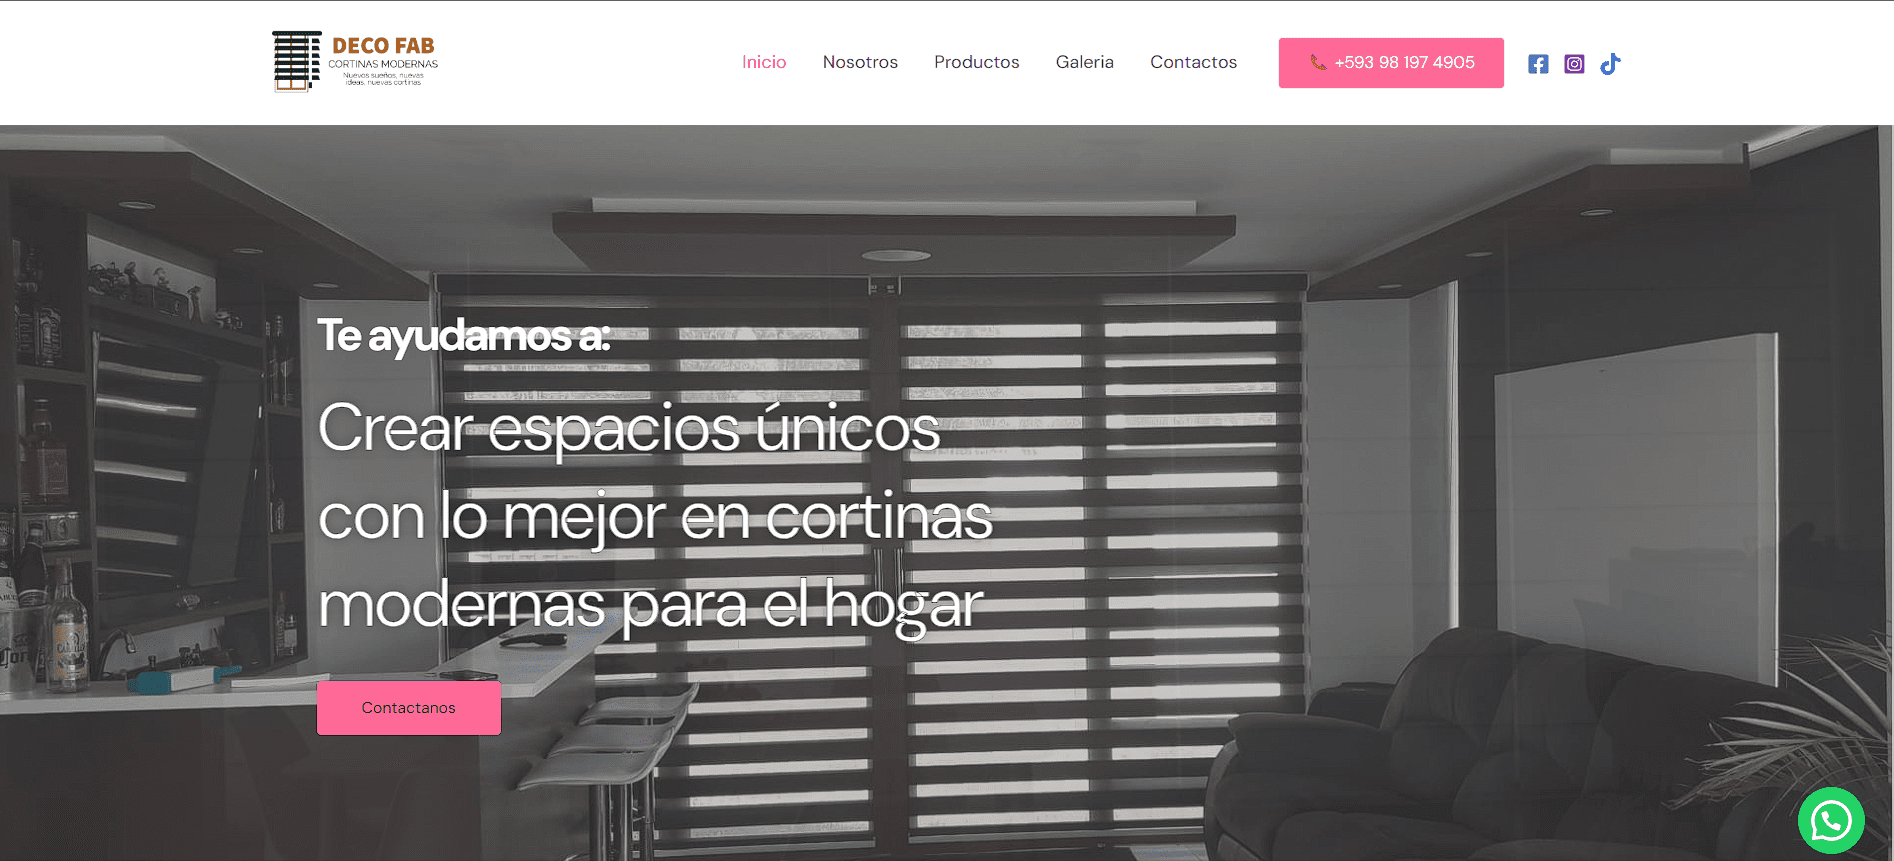 DECO FAB
CORTINAS MODERNAS
Nuevos sueños, nuevas
ideas, nuevas cortinas
Inicio
Nosotros
Productos
Galeria
Contactos
+593 98 197 4905
Te ayudamos a:
Crear espacios únicos
con lo mejor en cortinas
modernas para el hogar
Contactanos